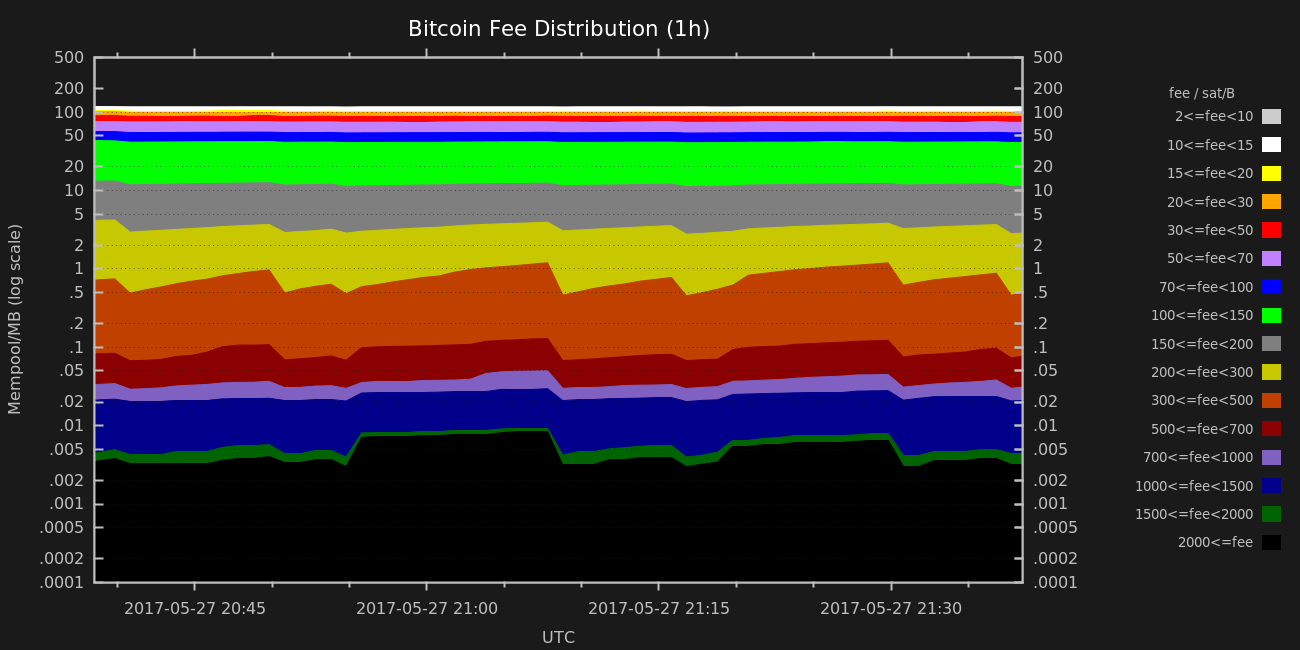 Bitcoin Fee Distribution (1h)
500
200
100
50
20
10
5
2
1
.5
.2
.1
.05
.02
.01
.005
.002
.001
.0005
.0002
.0001
Mempool/MB (log scale)
500
200
100
50
20
10
5
2
1
.5
.2
.1
.05
.02
.01
.005
.002
.001
.0005
.0002
.0001
2017-05-27 20:45
2017-05-27 21:00
2017-05-27 21:15
2017-05-27 21:30
UTC
fee / sat/B
2<=fee<10
10<=fee<15
15<=fee<20
20<=fee<30
30<=fee<50
50<=fee<70
70<=fee<100
100<=fee<150
150<=fee<200
200<=fee<300
300<=fee<500
500<=fee<700
700<=fee<1000
1000<=fee<1500
1500<=fee<2000
2000<=fee